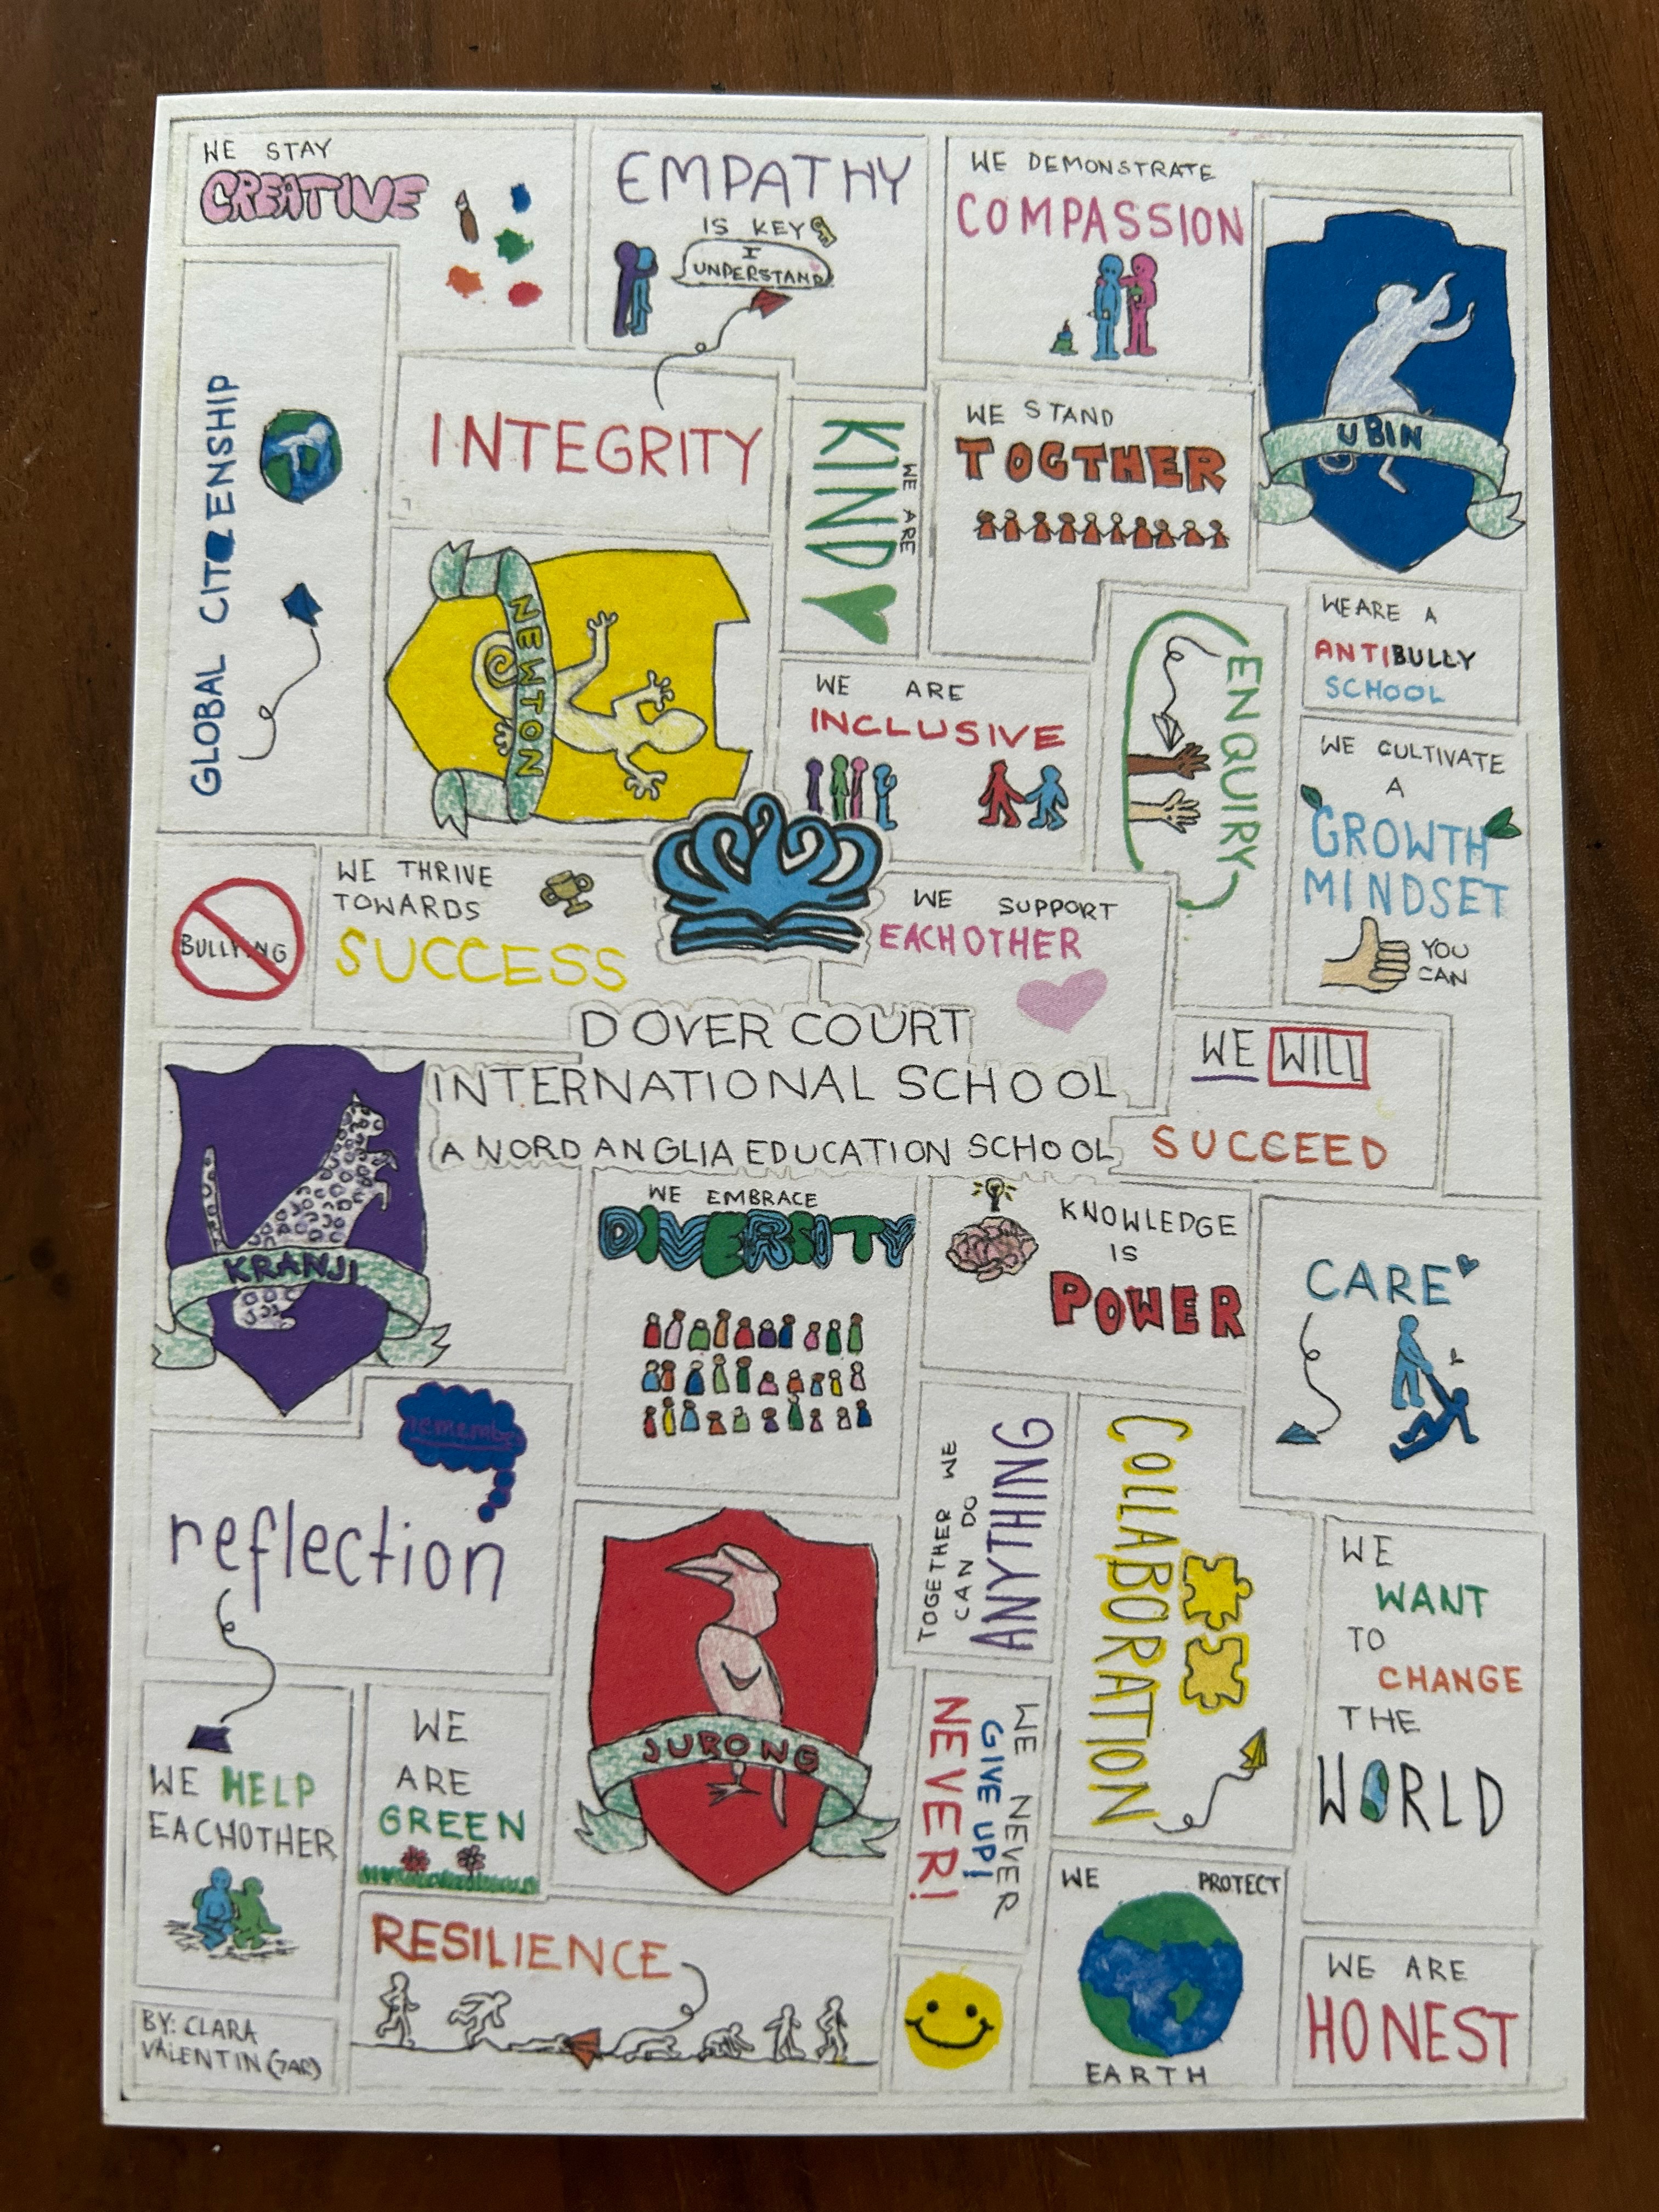 WE STAY
CREATIVE
EMPATHY
IS KEY
I
UNDERSTAND
WE DEMONSTRATE
COMPASSION
UBIN
GLOBAL CITIZENSHIP
INTEGRITY
WE ARE
KIND
WE STAND
TOGTHER
NEWTON
WE ARE
INCLUSIVE
ENQUIRY
WE ARE A
ANTIBULLY
SCHOOL
WE CULTIVATE
A
GROWTH
MINDSET
YOU
CAN
BULLYING
WE THRIVE
TOWARDS
SUCCESS
WE SUPPORT
EACHOTHER
DOVER COURT
INTERNATIONAL SCHOOL
A NORD ANGLIA EDUCATION SCHOOL
WE WILL
SUCCEED
KRANJI
WE EMBRACE
DIVERSITY
KNOWLEDGE
IS
POWER
CARE
reflection
JURONG
TOGETHER WE
CAN DO
ANYTHING
COLLABORATION
WE
WANT
TO
CHANGE
THE
WORLD
WE HELP
EACHOTHER
WE
ARE
GREEN
WE NEVER
GIVE UP!
NEVER!
WE PROTECT
EARTH
RESILIENCE
WE ARE
HONEST
BY: CLARA
VALENTIN (7AR)